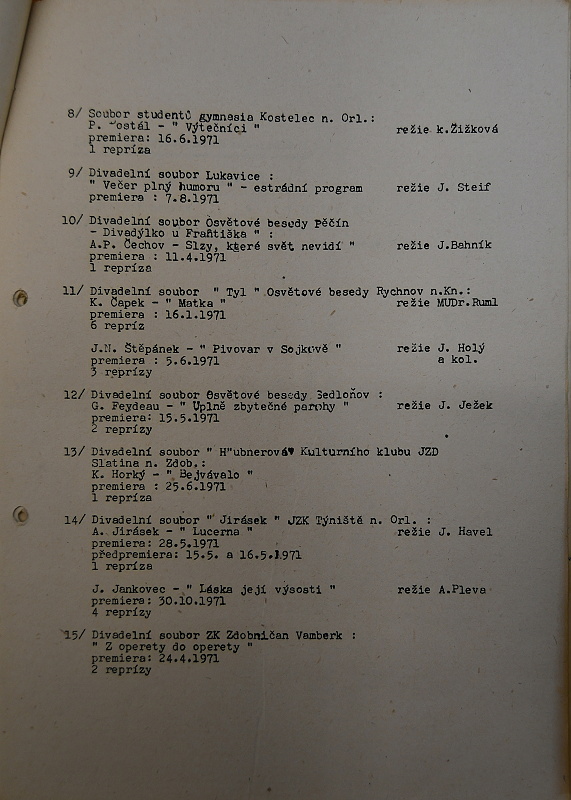 8/ Soubor studentů gymnasia Kostelec n. Orl.:
P. ostál - " Výtečníci " režie k.Žižková
premiera: 16.6.1971
1 repríza
9/ Divadelní soubor Lukavice :
" Večer plný humoru " - estrádní program režie J. Steif
premiera : 7.8.1971
10/ Divadelní soubor Osvětové besedy Pěčín
- Divadýlko u Františka " :
A.P. Čechov - Slzy, které svět nevidí " režie J.Bahník
premiera : 11.4.1971
1 repríza
11/ Divadelní soubor " Tyl " Osvětové besedy Rychnov n.Kn.:
K. Čapek - " Matka " režie MUDr.Ruml
premiera : 16.1.1971
6 repríz
J.N. Štěpánek - " Pivovar v Sojkově " režie J. Holý
premiera : 5.6.1971 a kol.
3 reprízy
12/ Divadelní soubor Osvětové besedy Sedloňov :
G. Feydeau - " Úplně zbytečné parohy " režie J. Ježek
premiera: 15.5.1971
2 reprízy
13/ Divadelní soubor " H"ubnerová" Kulturního klubu JZD
Slatina n. Zdob.:
K. Horký - " Bejvávalo "
premiera : 25.6.1971
1 repríza
14/ Divadelní soubor " Jirásek " JZK Týniště n. Orl. :
A. Jirásek - " Lucerna " režie J. Havel
premiera: 28.5.1971
předpremiera: 15.5. a 16.5.1971
1 repríza
J. Jankovec - " Láska její výsosti " režie A.Pleva
premiera: 30.10.1971
4 reprízy
15/ Divadelní soubor ZK Zdobničan Vamberk :
" Z operety do operety "
premiera: 24.4.1971
2 reprízy